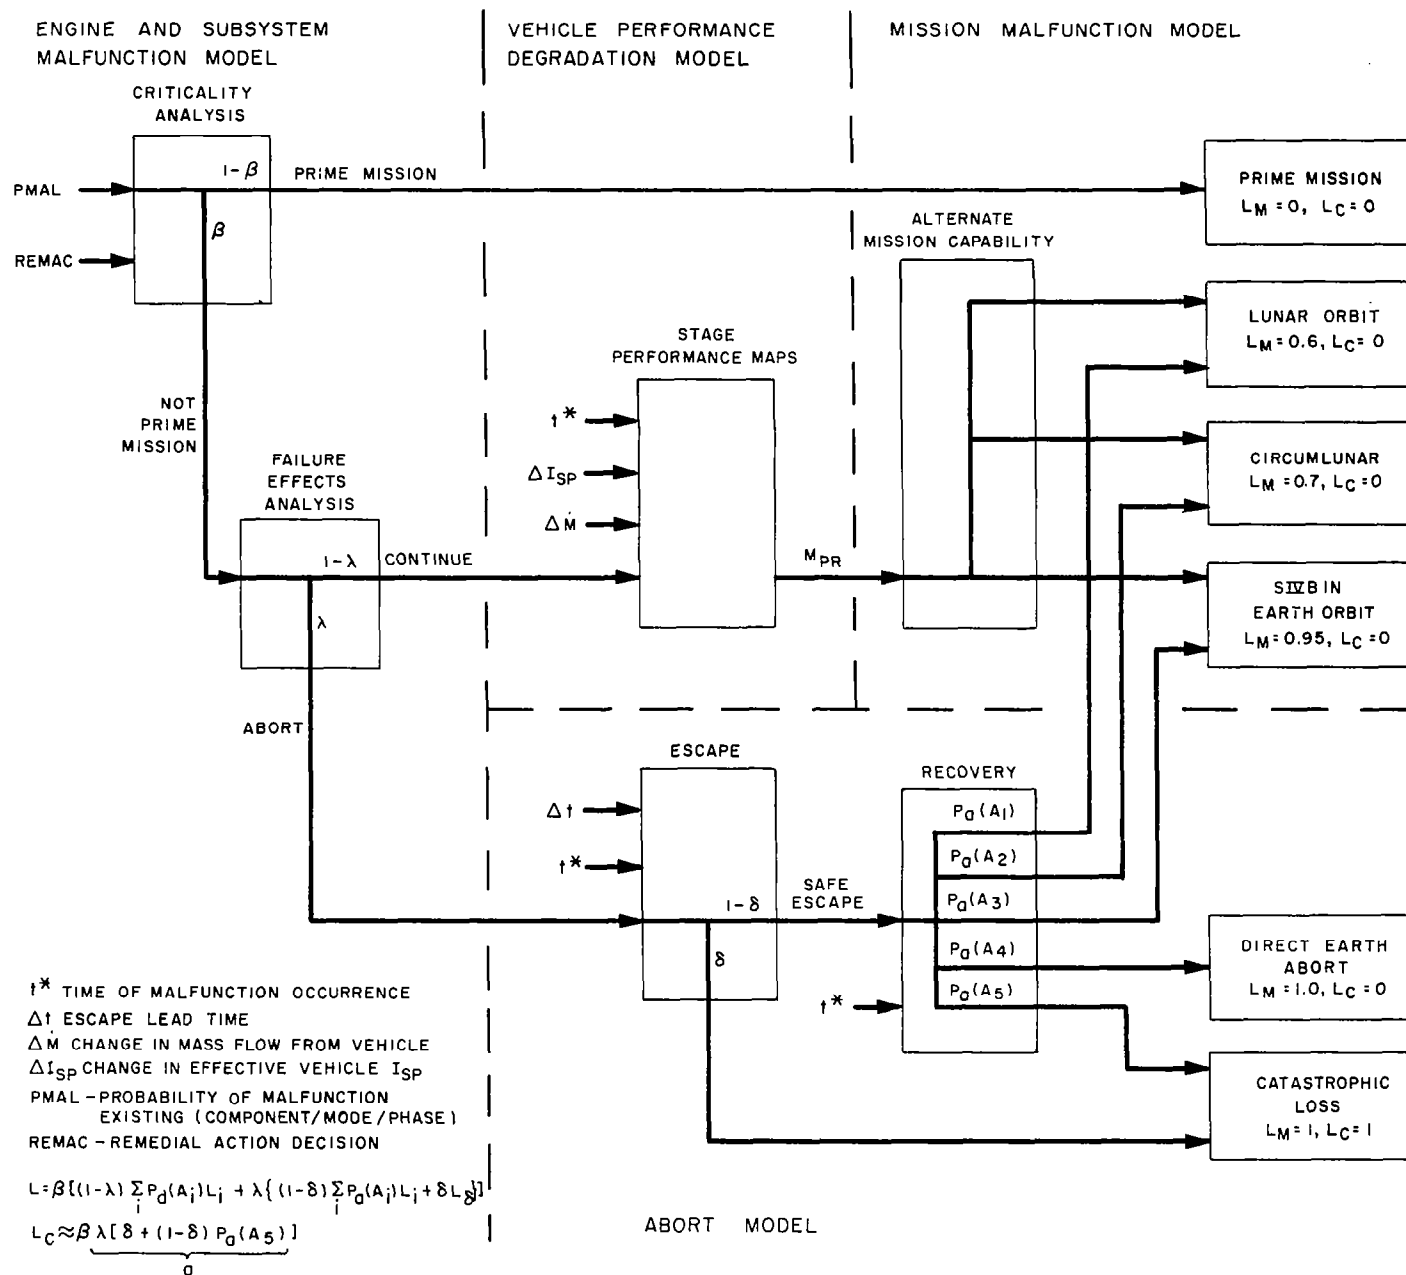 ENGINE AND SUBSYSTEM
MALFUNCTION MODEL
VEHICLE PERFORMANCE
DEGRADATION MODEL
MISSION MALFUNCTION MODEL
CRITICALITY
ANALYSIS
PMAL
REMAC
1-β
β
PRIME MISSION
PRIME MISSION
L_M=0, L_C=0
ALTERNATE
MISSION CAPABILITY
LUNAR ORBIT
L_M=0.6, L_C=0
STAGE
PERFORMANCE MAPS
t*
ΔI_SP
ΔṀ
NOT
PRIME
MISSION
CIRCUMLUNAR
L_M=0.7, L_C=0
FAILURE
EFFECTS
ANALYSIS
1-λ
λ
CONTINUE
M_PR
SIVB IN
EARTH ORBIT
L_M=0.95, L_C=0
ABORT
ESCAPE
Δt
t*
1-δ
δ
SAFE
ESCAPE
RECOVERY
P_a(A_1)
P_a(A_2)
P_a(A_3)
P_a(A_4)
P_a(A_5)
t*
DIRECT EARTH
ABORT
L_M=1.0, L_C=0
CATASTROPHIC
LOSS
L_M=1, L_C=1
t* TIME OF MALFUNCTION OCCURRENCE
Δt ESCAPE LEAD TIME
ΔṀ CHANGE IN MASS FLOW FROM VEHICLE
ΔI_SP CHANGE IN EFFECTIVE VEHICLE I_SP
PMAL-PROBABILITY OF MALFUNCTION
EXISTING (COMPONENT/MODE/PHASE)
REMAC-REMEDIAL ACTION DECISION
L=β[(1-λ) Σ_i P_d(A_i)L_i + λ{(1-δ) Σ_i P_a(A_i)L_i + δL_δ}]
L_C≈β λ[δ + (1-δ) P_a(A_5)]
a
ABORT MODEL